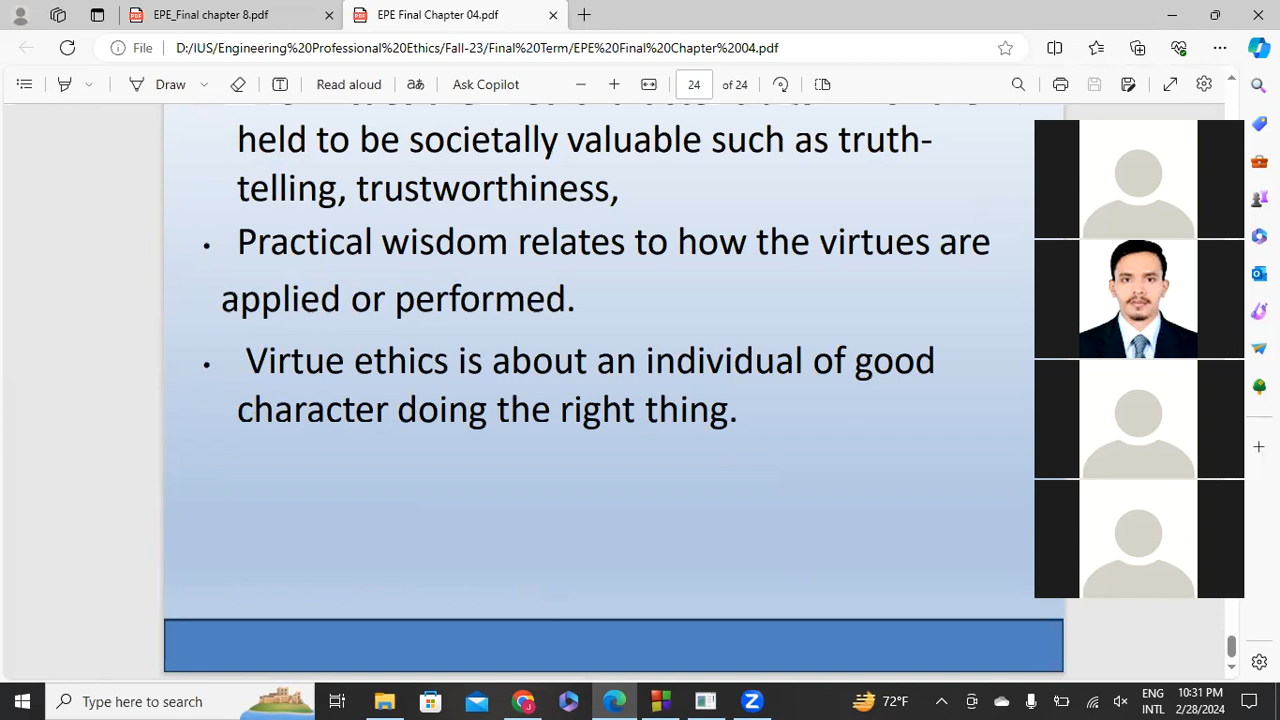 EPE_Final chapter 8.pdf
EPE Final Chapter 04.pdf
File
D:/IUS/Engineering%20Professional%20Ethics/Fall-23/Final%20Term/EPE%20Final%20Chapter%2004.pdf
Draw
Read aloud
aあ
Ask Copilot
24
of 24
held to be societally valuable such as truth-
telling, trustworthiness,
• Practical wisdom relates to how the virtues are
applied or performed.
• Virtue ethics is about an individual of good
character doing the right thing.
Type here to search
72°F
ENG
INTL
10:31 PM
2/28/2024